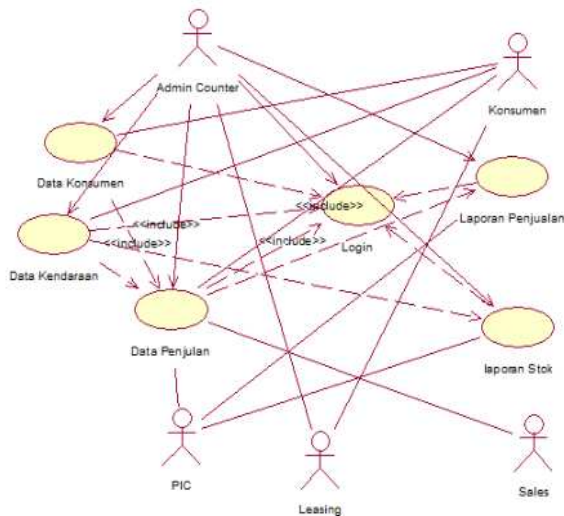 Admin Counter
Konsumen
Data Konsumen
<<include>>
Laporan Penjualan
<<include>>
<<include>>
<<include>>
Login
Data Kendaraan
Data Penjulan
laporan Stok
PIC
Leasing
Sales